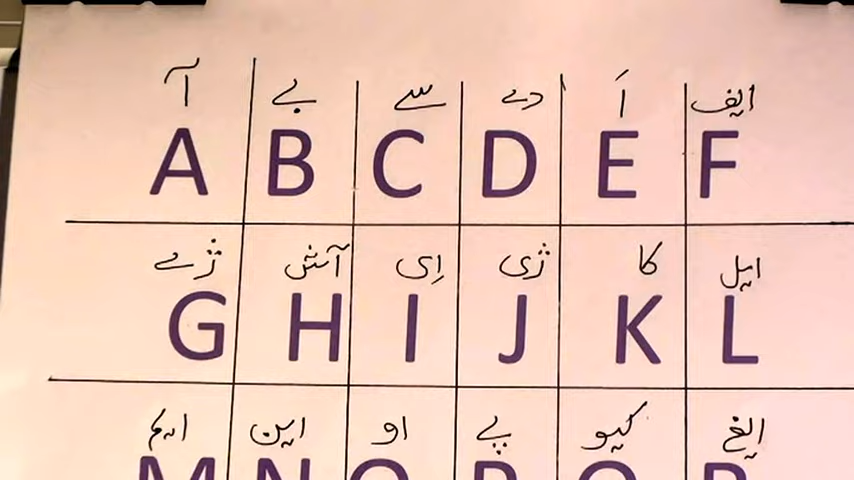 آ بے سے دے اَ ایف
A B C D E F
ژے آش اِی ژی کا ایل
G H I J K L
ایم این او پے کیو ایغ
M N O P Q R